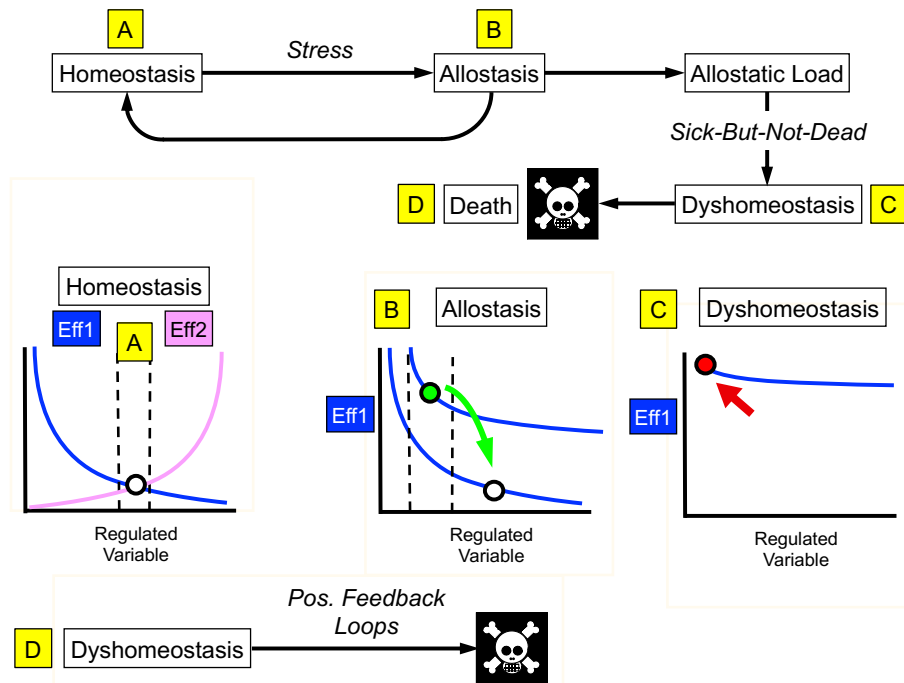 A
B
Stress
Homeostasis
Allostasis
Allostatic Load
Sick-But-Not-Dead
D
Death
Dyshomeostasis
C
Homeostasis
Eff1
A
Eff2
Regulated
Variable
B
Allostasis
Eff1
Regulated
Variable
C
Dyshomeostasis
Eff1
Regulated
Variable
Pos. Feedback
Loops
D
Dyshomeostasis